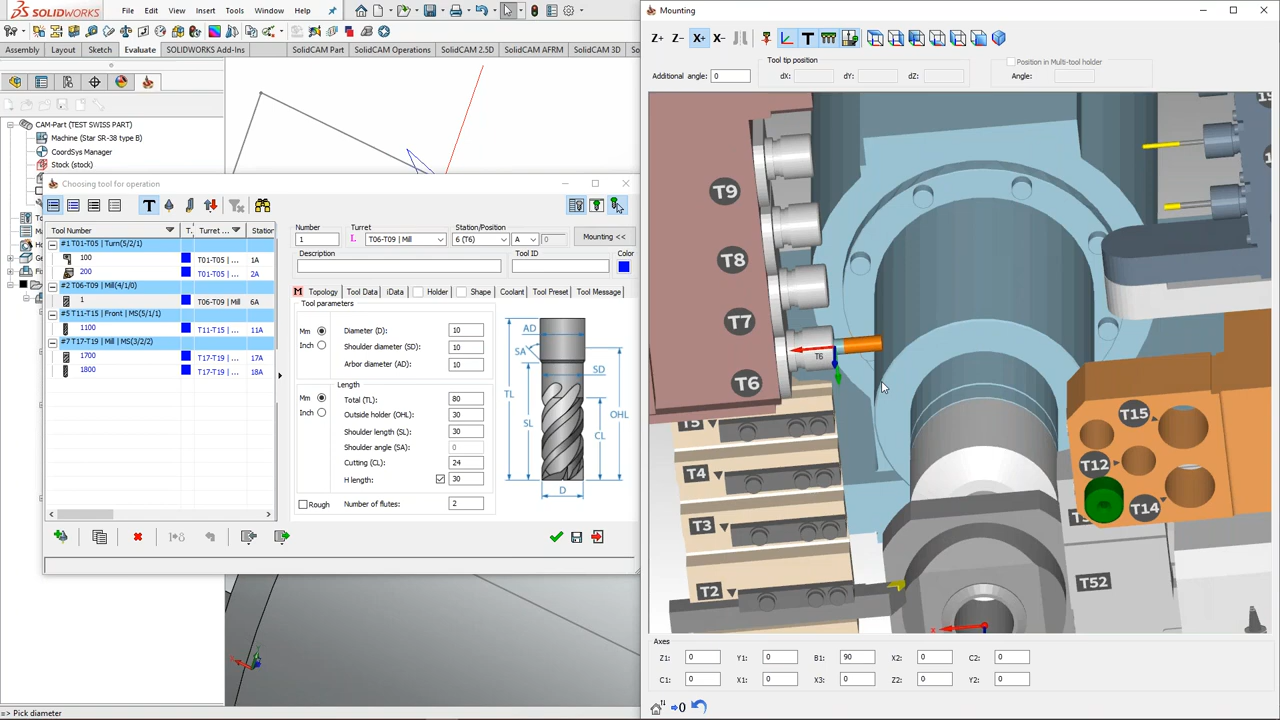 SOLIDWORKS
File Edit View Insert Tools Window
Assembly Layout Sketch Evaluate SOLIDWORKS Add-Ins SolidCAM Part SolidCAM Operations SolidCAM 2.5D SolidCAM AFRM SolidCAM 3D
CAM-Part (TEST SWISS PART)
Machine (Star SR-38 type B)
CoordSys Manager
Stock (stock)
Choosing tool for operation
Tool Number T.. Turret ... Station
#1 T01-T05 | Turn(5/2/1)
100 T01-T05 | ... 1A
200 T01-T05 | ... 2A
#2 T06-T09 | Mill(4/1/0)
1 T06-T09 | Mill 6A
#5 T11-T15 | Front | MS(5/1/1)
1100 T11-T15 | ... 11A
#7 T17-T19 | Mill | MS(3/2/2)
1700 T17-T19 | ... 17A
1800 T17-T19 | ... 18A
Number Turret Station/Position
1 T06-T09 | Mill 6 (T6) A 0 Mounting <<
Description Tool ID Color
Topology Tool Data iData Holder Shape Coolant Tool Preset Tool Message
Tool parameters
Mm
Inch
Diameter (D): 10
Shoulder diameter (SD): 10
Arbor diameter (AD): 10
Length
Mm
Inch
Total (TL): 80
Outside holder (OHL): 30
Shoulder length (SL): 30
Shoulder angle (SA): 0
Cutting (CL): 24
H length: 30
Rough Number of flutes: 2
AD
SA
SD
TL
SL
CL
OHL
D
=> Pick diameter
Mounting
Z+ Z- X+ X-
Additional angle: 0
Tool tip position
dX: dY: dZ:
Position in Multi-tool holder
Angle:
T9
T8
T7
T6
T6
T5
T4
T3
T2
T15
T12
T14
T52
Axes
Z1: 0 Y1: 0 B1: 90 X2: 0 C2: 0
C1: 0 X1: 0 X3: 0 Z2: 0 Y2: 0